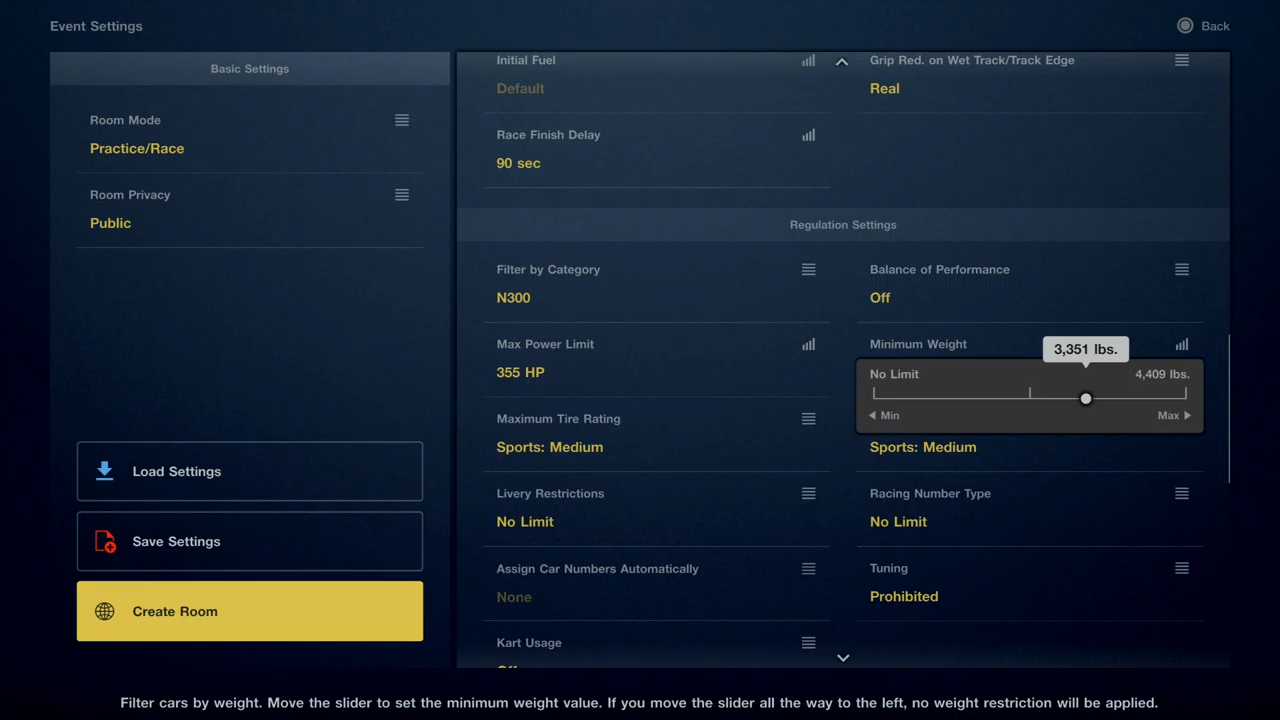 Event Settings
Back
Basic Settings
Room Mode
Practice/Race
Room Privacy
Public
Load Settings
Save Settings
Create Room
Initial Fuel
Default
Grip Red. on Wet Track/Track Edge
Real
Race Finish Delay
90 sec
Regulation Settings
Filter by Category
N300
Balance of Performance
Off
Max Power Limit
355 HP
Minimum Weight
3,351 lbs.
No Limit
4,409 lbs.
Min
Max
Maximum Tire Rating
Sports: Medium
Sports: Medium
Livery Restrictions
No Limit
Racing Number Type
No Limit
Assign Car Numbers Automatically
None
Tuning
Prohibited
Kart Usage
Filter cars by weight. Move the slider to set the minimum weight value. If you move the slider all the way to the left, no weight restriction will be applied.